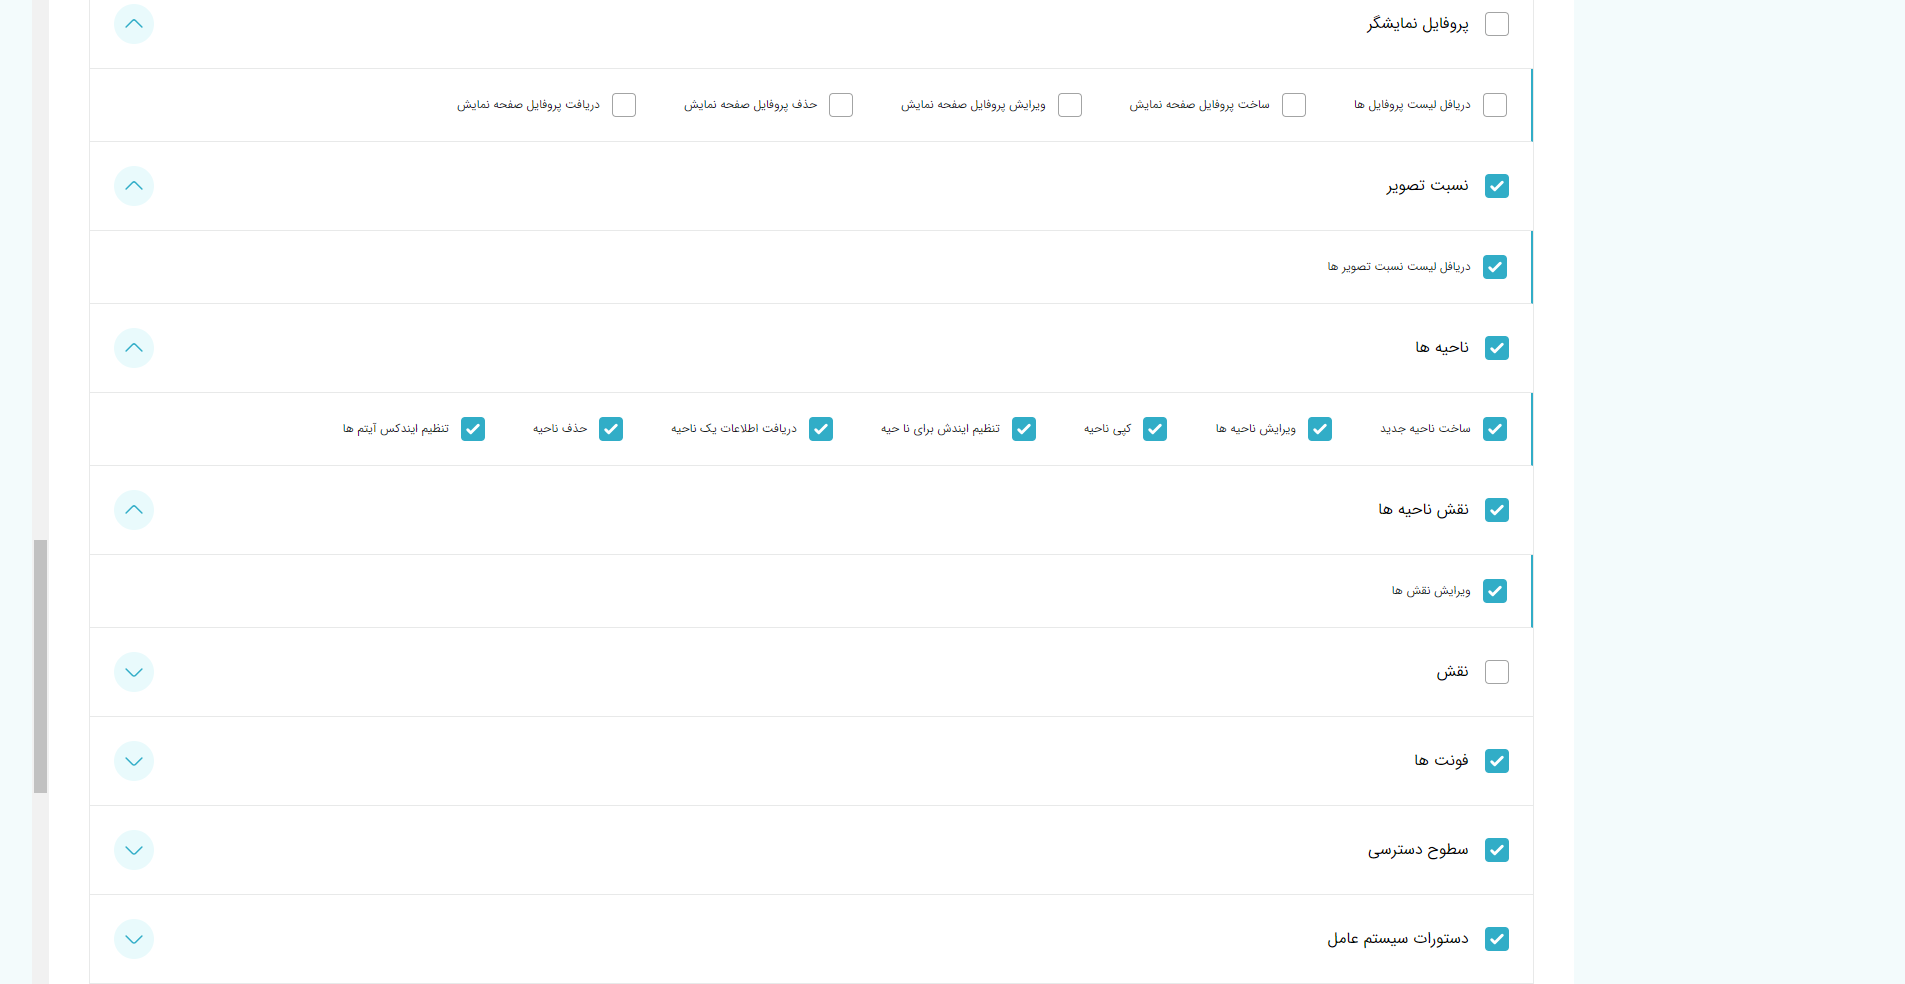 پروفایل نمایشگر
دریافل لیست پروفایل ها ساخت پروفایل صفحه نمایش ویرایش پروفایل صفحه نمایش حذف پروفایل صفحه نمایش دریافت پروفایل صفحه نمایش
نسبت تصویر
دریافل لیست نسبت تصویر ها
ناحیه ها
ساخت ناحیه جدید ویرایش ناحیه ها کپی ناحیه تنظیم ایندش برای نا حیه دریافت اطلاعات یک ناحیه حذف ناحیه تنظیم ایندکس آیتم ها
نقش ناحیه ها
ویرایش نقش ها
نقش
فونت ها
سطوح دسترسی
دستورات سیستم عامل